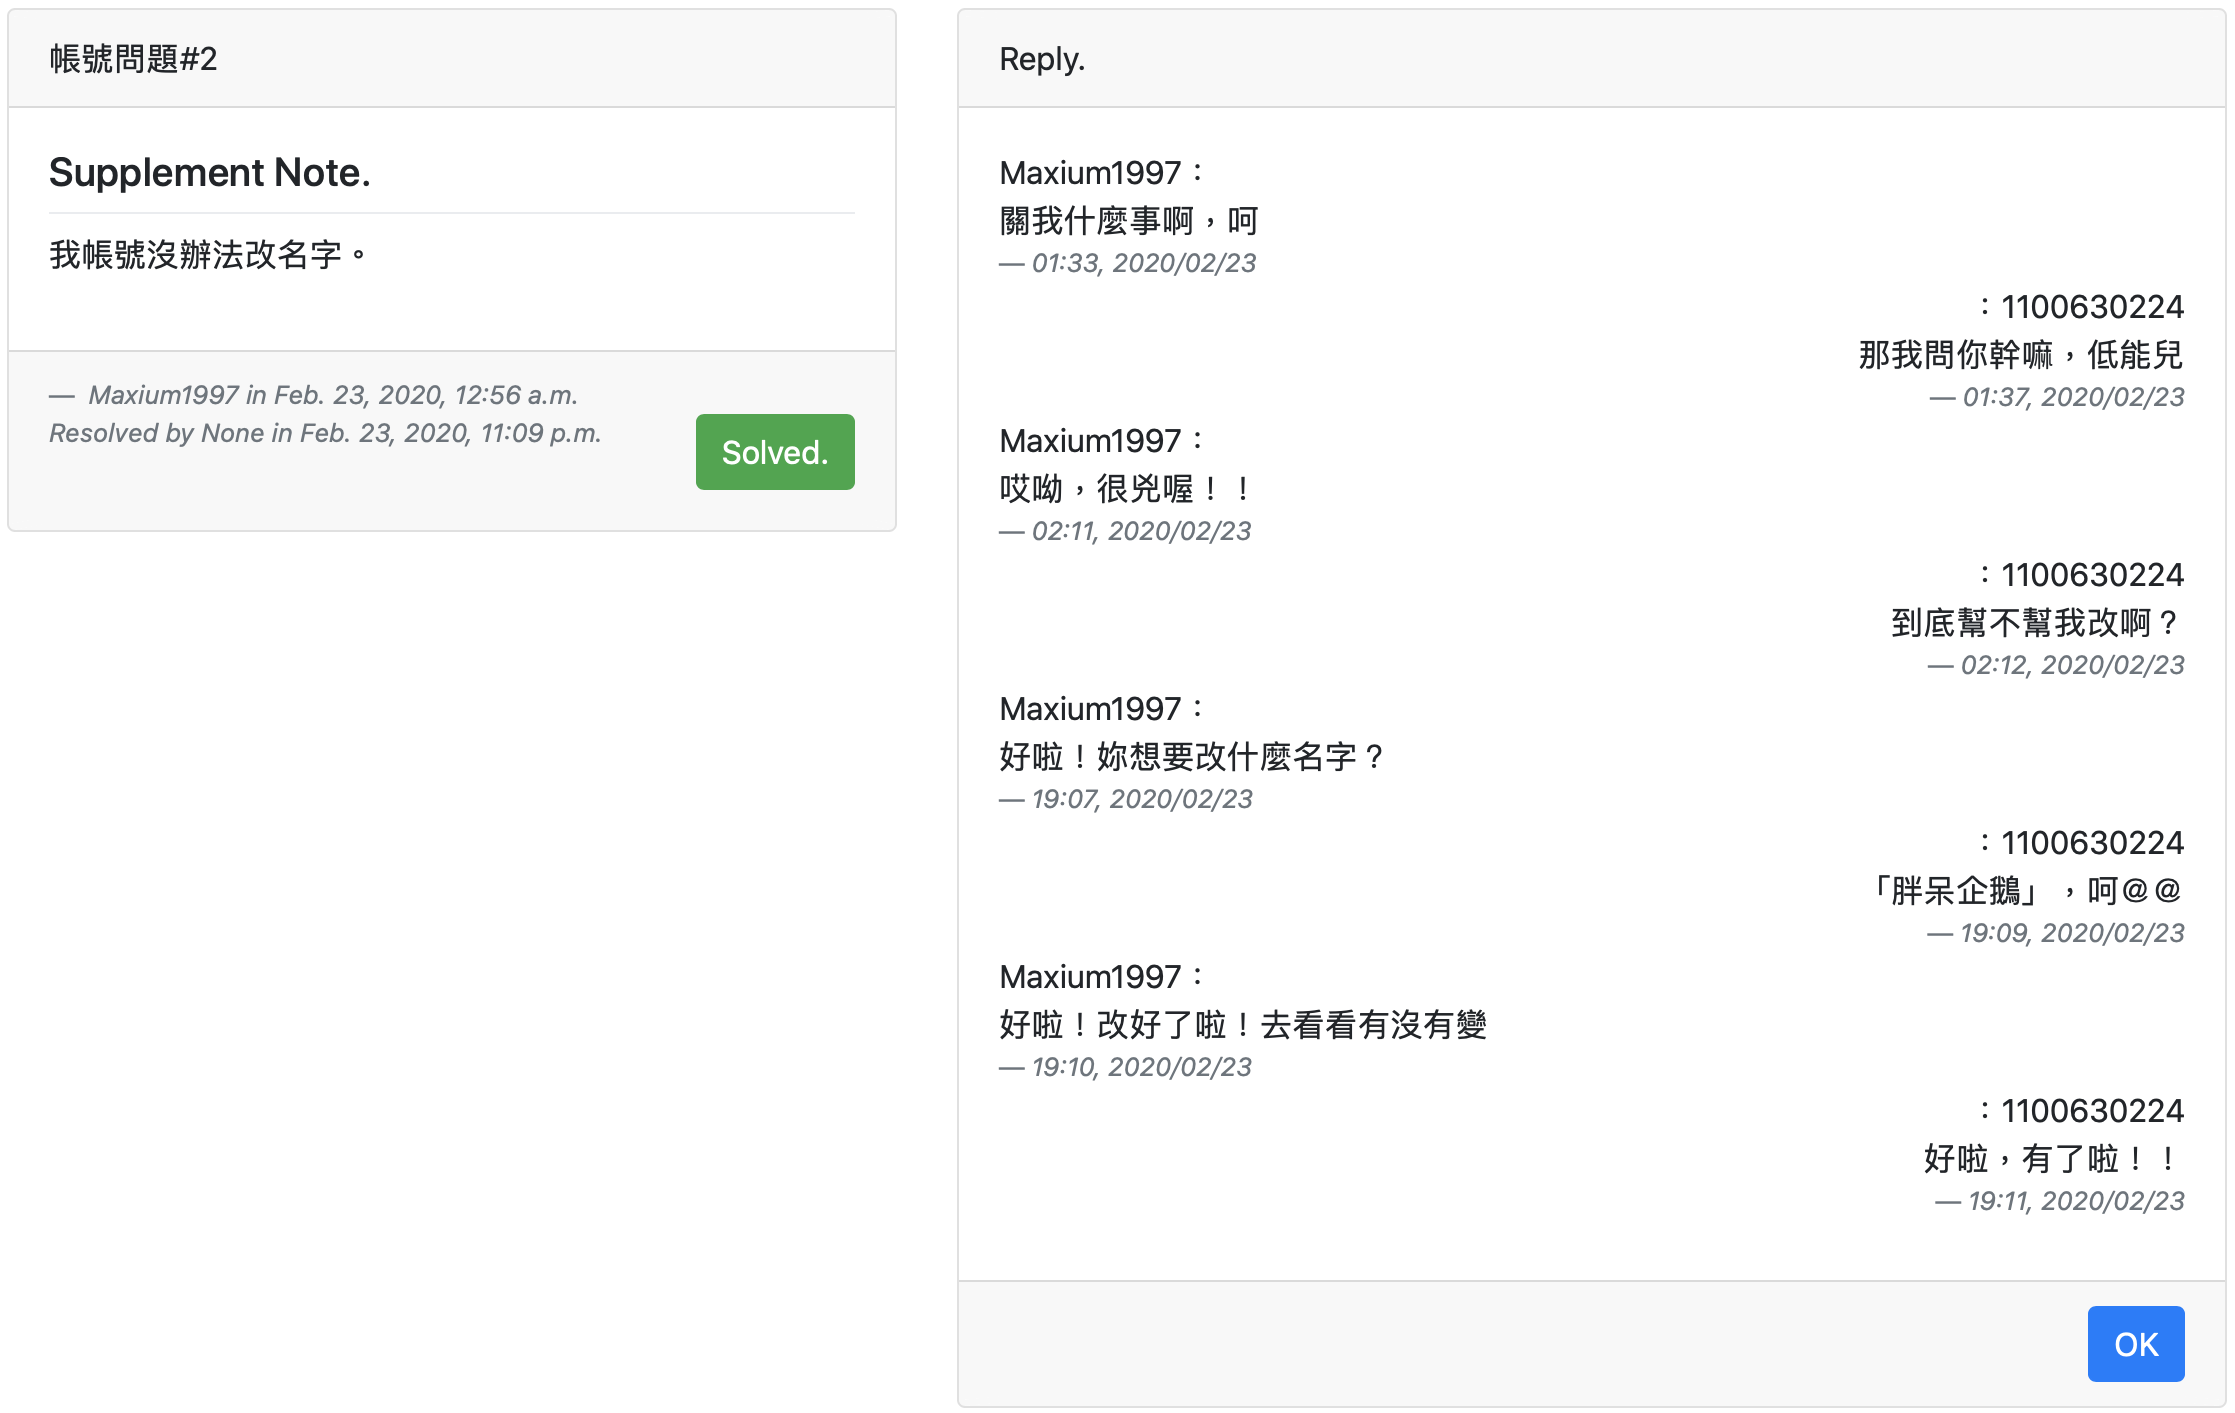 帳號問題#2
Supplement Note.
我帳號沒辦法改名字。
— Maxium1997 in Feb. 23, 2020, 12:56 a.m.
Resolved by None in Feb. 23, 2020, 11:09 p.m.
Solved.
Reply.
Maxium1997：
關我什麼事啊，呵
— 01:33, 2020/02/23
：1100630224
那我問你幹嘛，低能兒
— 01:37, 2020/02/23
Maxium1997：
哎呦，很兇喔！！
— 02:11, 2020/02/23
：1100630224
到底幫不幫我改啊？
— 02:12, 2020/02/23
Maxium1997：
好啦！妳想要改什麼名字？
— 19:07, 2020/02/23
：1100630224
「胖呆企鵝」，呵@@
— 19:09, 2020/02/23
Maxium1997：
好啦！改好了啦！去看看有沒有變
— 19:10, 2020/02/23
：1100630224
好啦，有了啦！！
— 19:11, 2020/02/23
OK